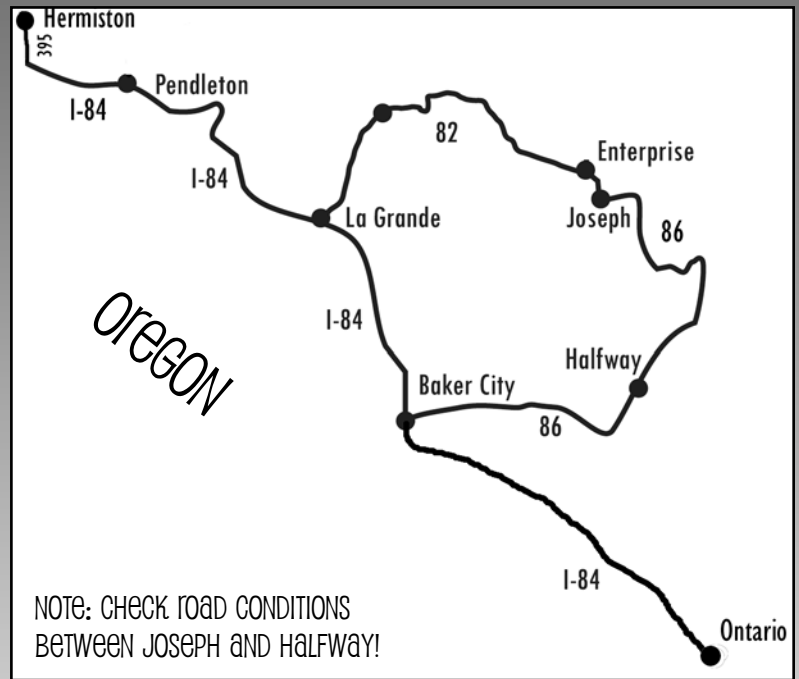 Hermiston
395
Pendleton
I-84
82
I-84
Enterprise
La Grande
Joseph
86
I-84
OREGON
Halfway
Baker City
86
I-84
NOTE: CHECK ROAD CONDITIONS
BETWEEN JOSEPH AND HALFWAY!
Ontario